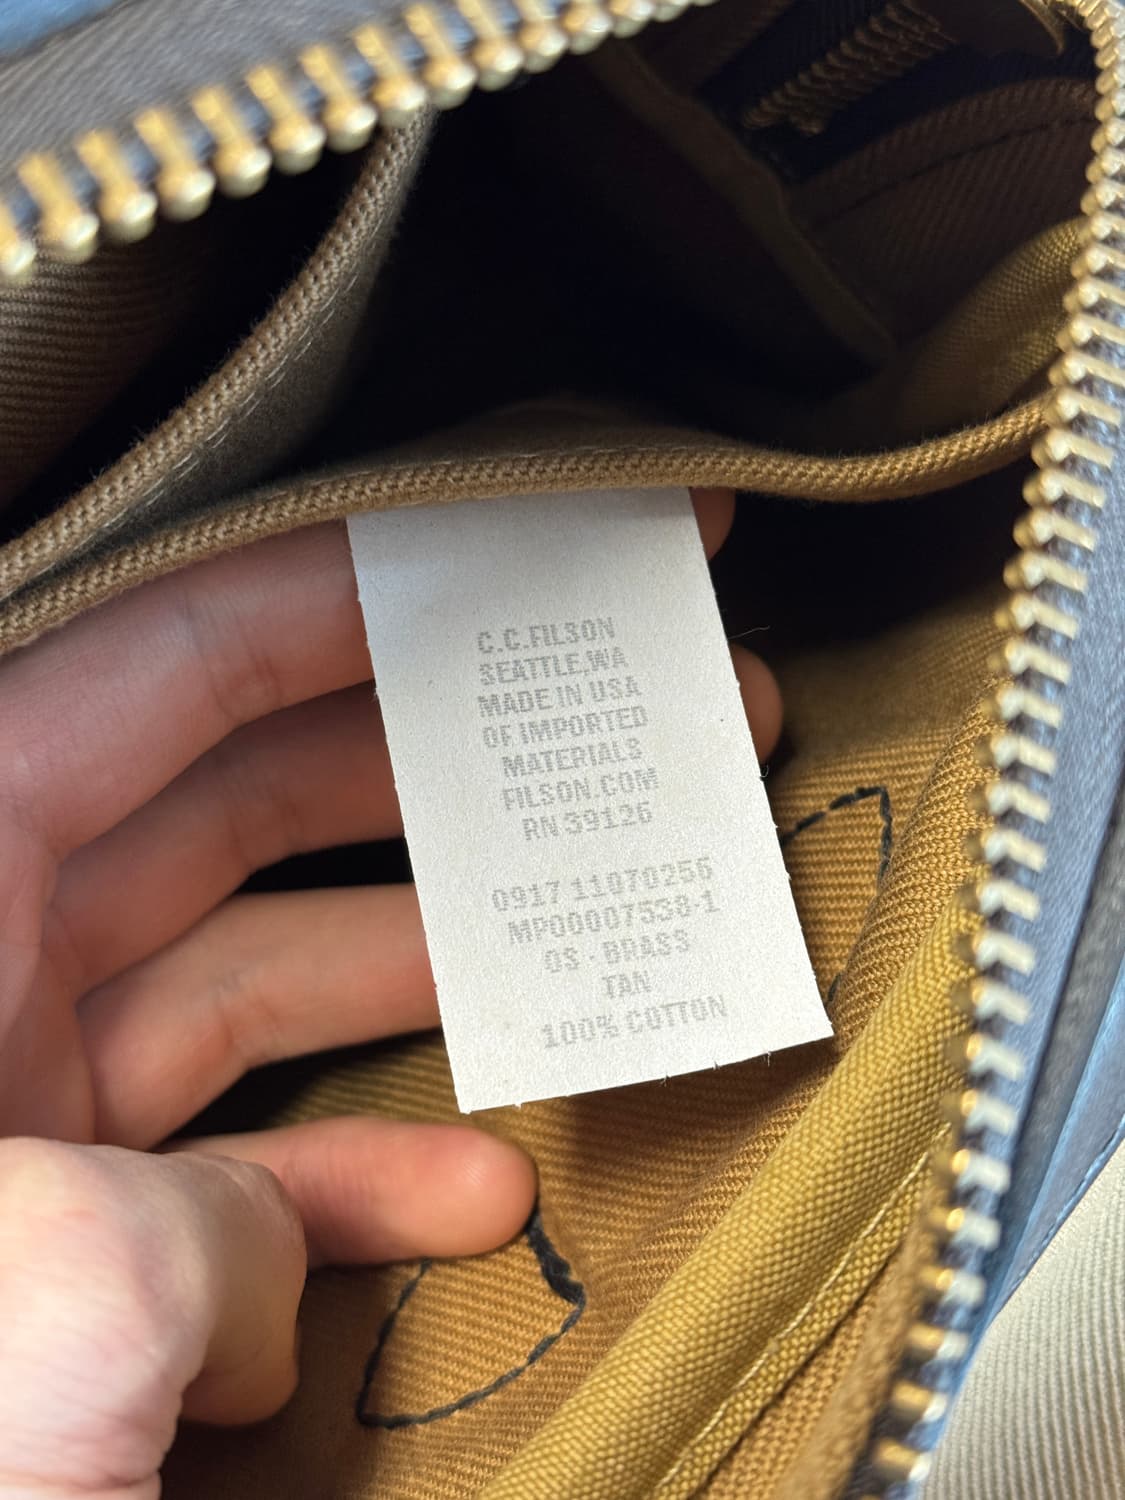 C.C.FILSON
SEATTLE,WA
MADE IN USA
OF IMPORTED
MATERIALS
FILSON.COM
RN 39126
0917 11070256
MP00007538-1
OS - BRASS
TAN
100% COTTON